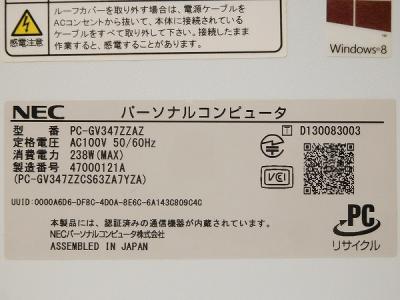 ルーフカバーを取り外す場合は、電源ケーブルを
ACコンセントから抜いて、本体に接続されている
ケーブルをすべて取り外してください。接続したまま
作業すると、感電することがあります。
感電注意
Windows®8
NEC パーソナルコンピュータ
型 番 PC-GV347ZZAZ
定格電圧 AC100V 50/60Hz
消費電力 238W(MAX)
製造番号 47000121A
(PC-GV347ZZCS63ZA7YZA)
T D130083003
VCCI
UUID:0000A6D6-DF8C-4D0A-8E6C-6A143C809C4C
本製品には、認証済みの通信機器が内蔵されています。
NECパーソナルコンピュータ株式会社
ASSEMBLED IN JAPAN
PC
リサイクル